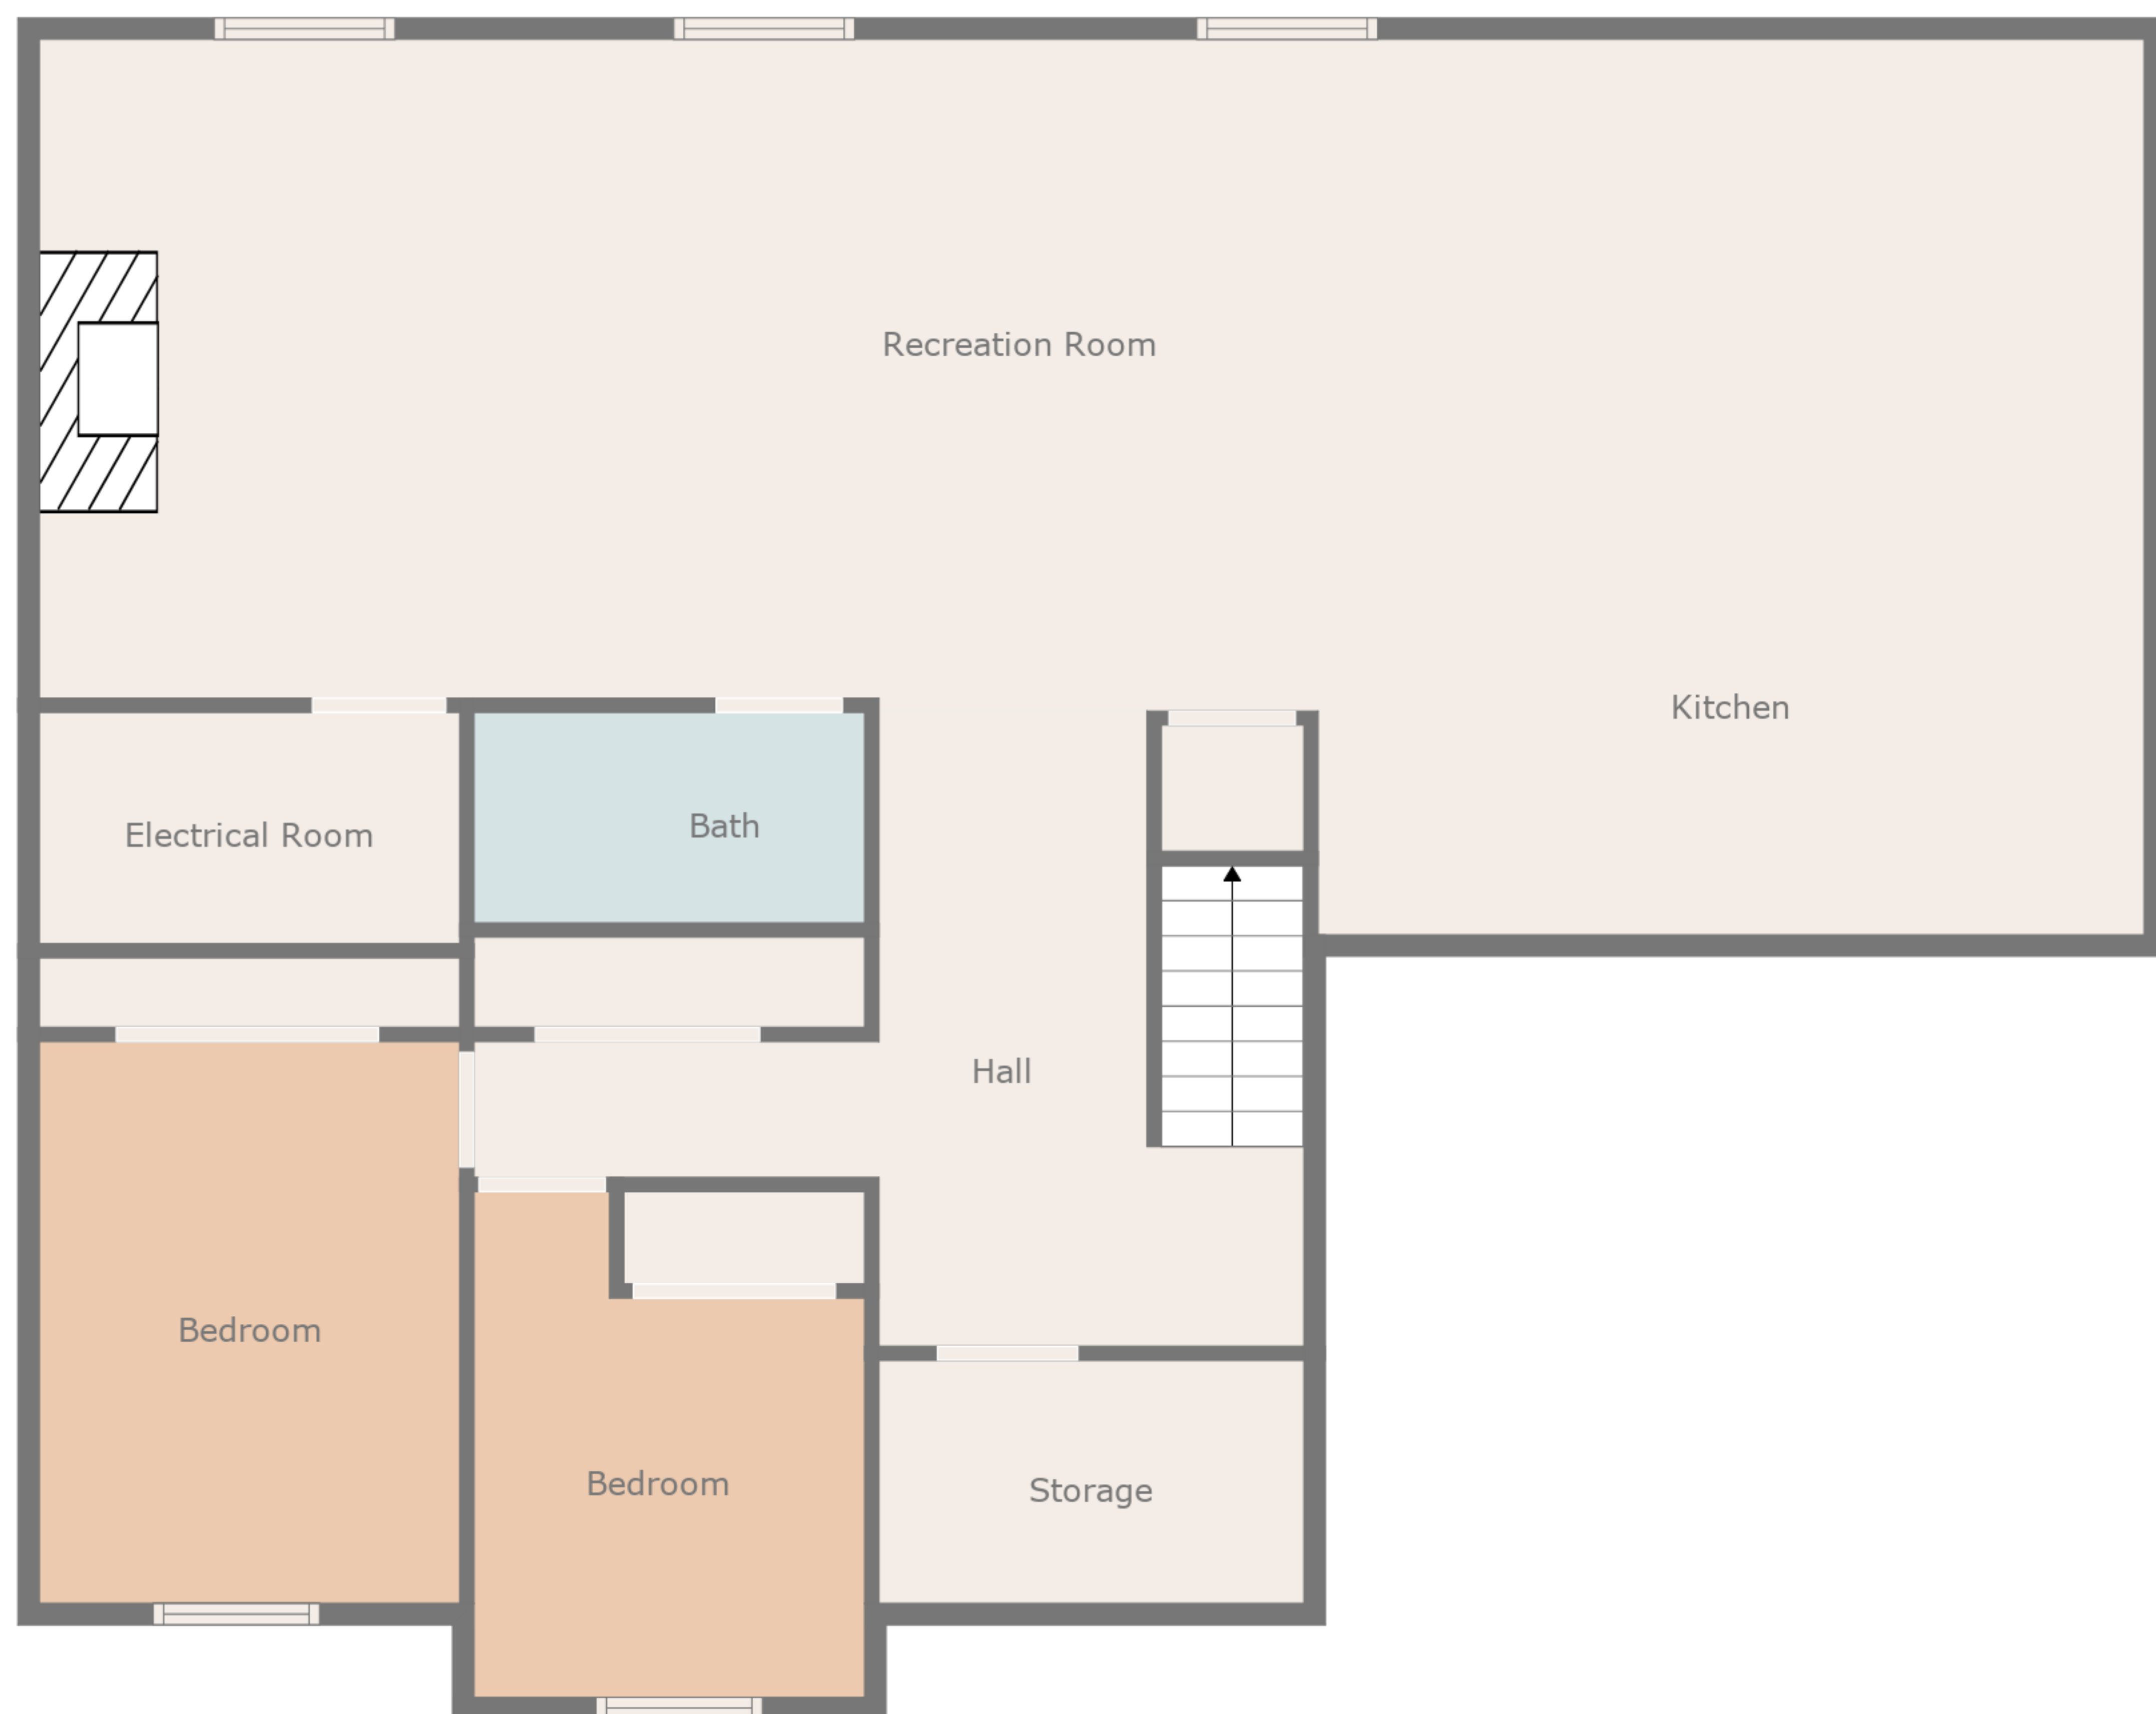 Recreation Room
Kitchen
Electrical Room
Bath
Hall
Bedroom
Bedroom
Storage